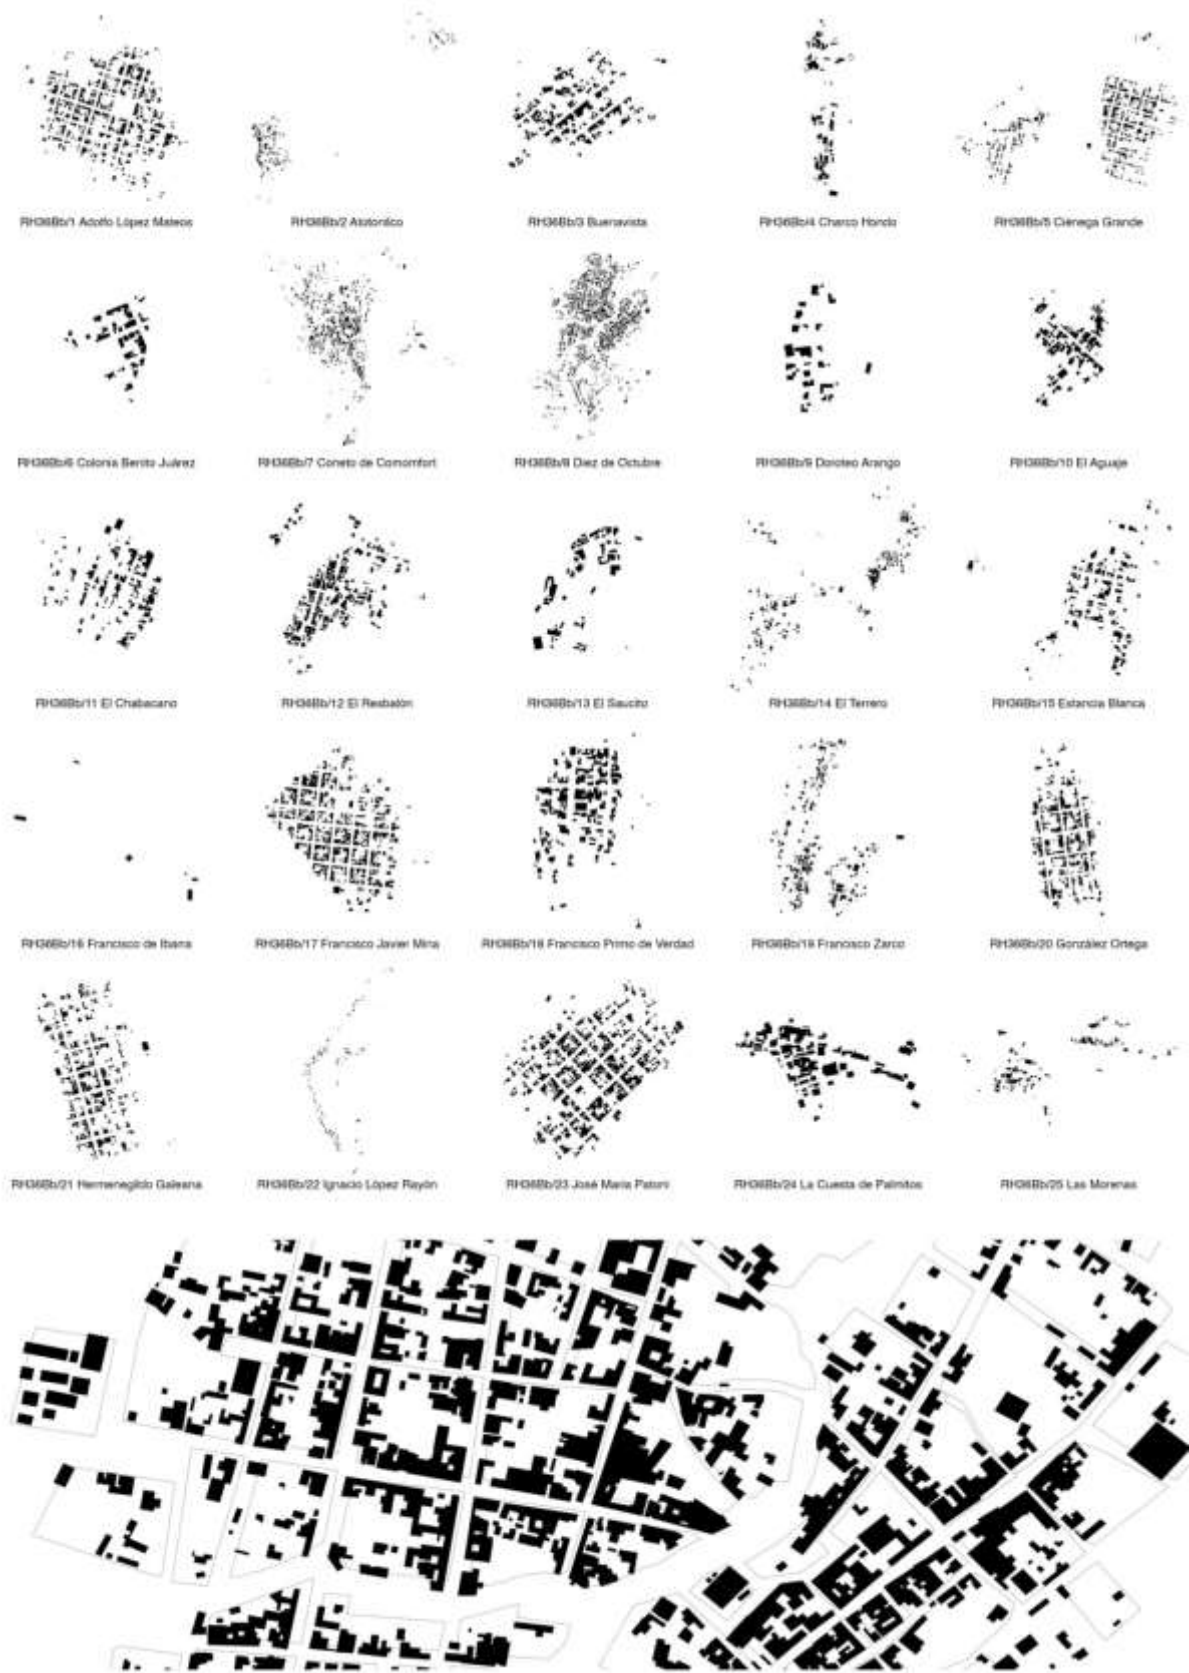 RH36Bb/1 Adolfo López Mateos
RH36Bb/2 Atotonilco
RH36Bb/3 Buenavista
RH36Bb/4 Charco Hondo
RH36Bb/5 Ciénega Grande
RH36Bb/6 Colonia Benito Juárez
RH36Bb/7 Coneto de Comomfort
RH36Bb/8 Diez de Octubre
RH36Bb/9 Doroteo Arango
RH36Bb/10 El Aguaje
RH36Bb/11 El Chabacano
RH36Bb/12 El Resbalón
RH36Bb/13 El Saucito
RH36Bb/14 El Terrero
RH36Bb/15 Estancia Blanca
RH36Bb/16 Francisco de Ibarra
RH36Bb/17 Francisco Javier Mina
RH36Bb/18 Francisco Primo de Verdad
RH36Bb/19 Francisco Zarco
RH36Bb/20 González Ortega
RH36Bb/21 Hermenegildo Galeana
RH36Bb/22 Ignacio López Rayón
RH36Bb/23 José María Patoni
RH36Bb/24 La Cuesta de Palmitos
RH36Bb/25 Las Morenas